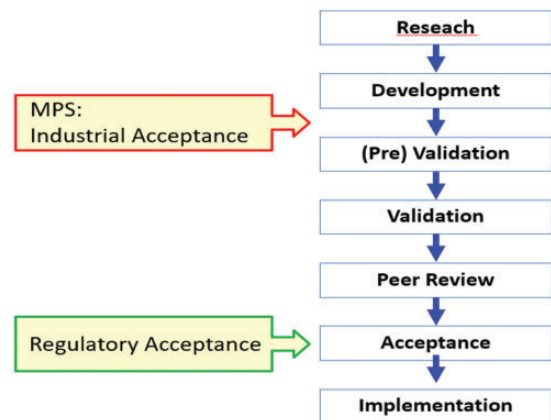 Reseach
Development
MPS:
Industrial Acceptance
(Pre) Validation
Validation
Peer Review
Regulatory Acceptance
Acceptance
Implementation